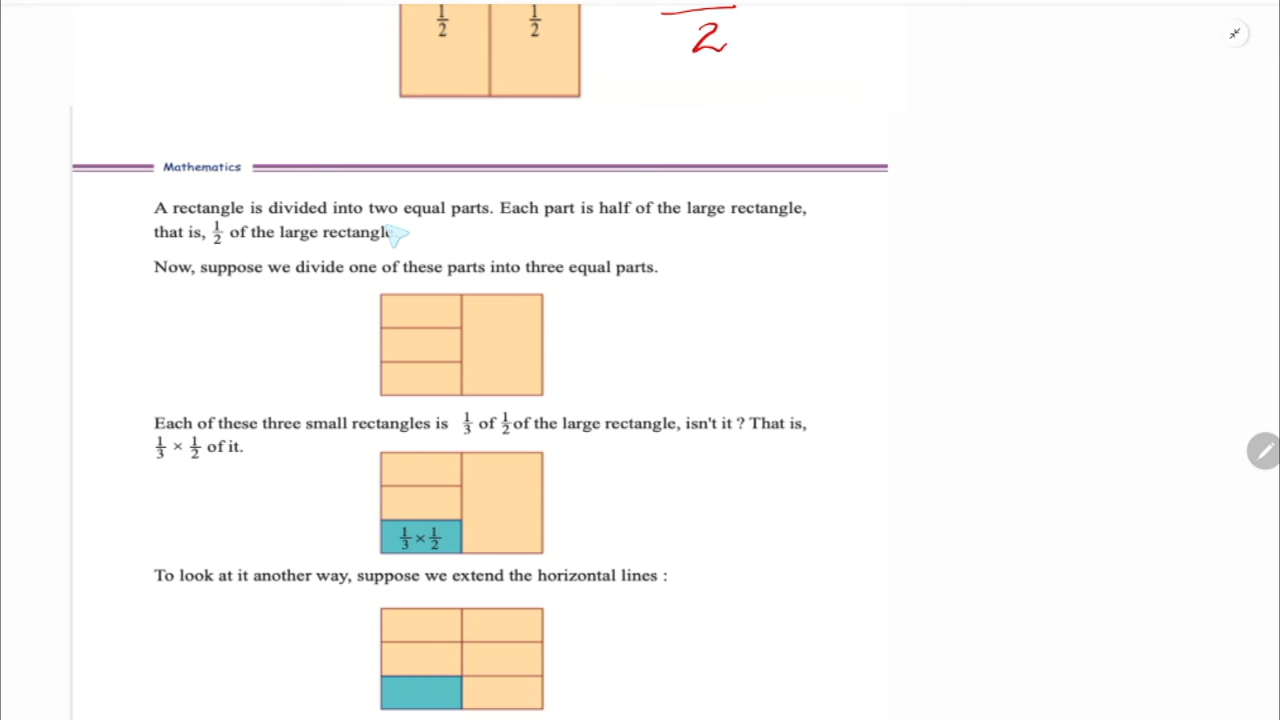 1/2 1/2
2
Mathematics
A rectangle is divided into two equal parts. Each part is half of the large rectangle,
that is, 1/2 of the large rectangle
Now, suppose we divide one of these parts into three equal parts.
Each of these three small rectangles is 1/3 of 1/2 of the large rectangle, isn't it ? That is,
1/3 × 1/2 of it.
1/3 × 1/2
To look at it another way, suppose we extend the horizontal lines :